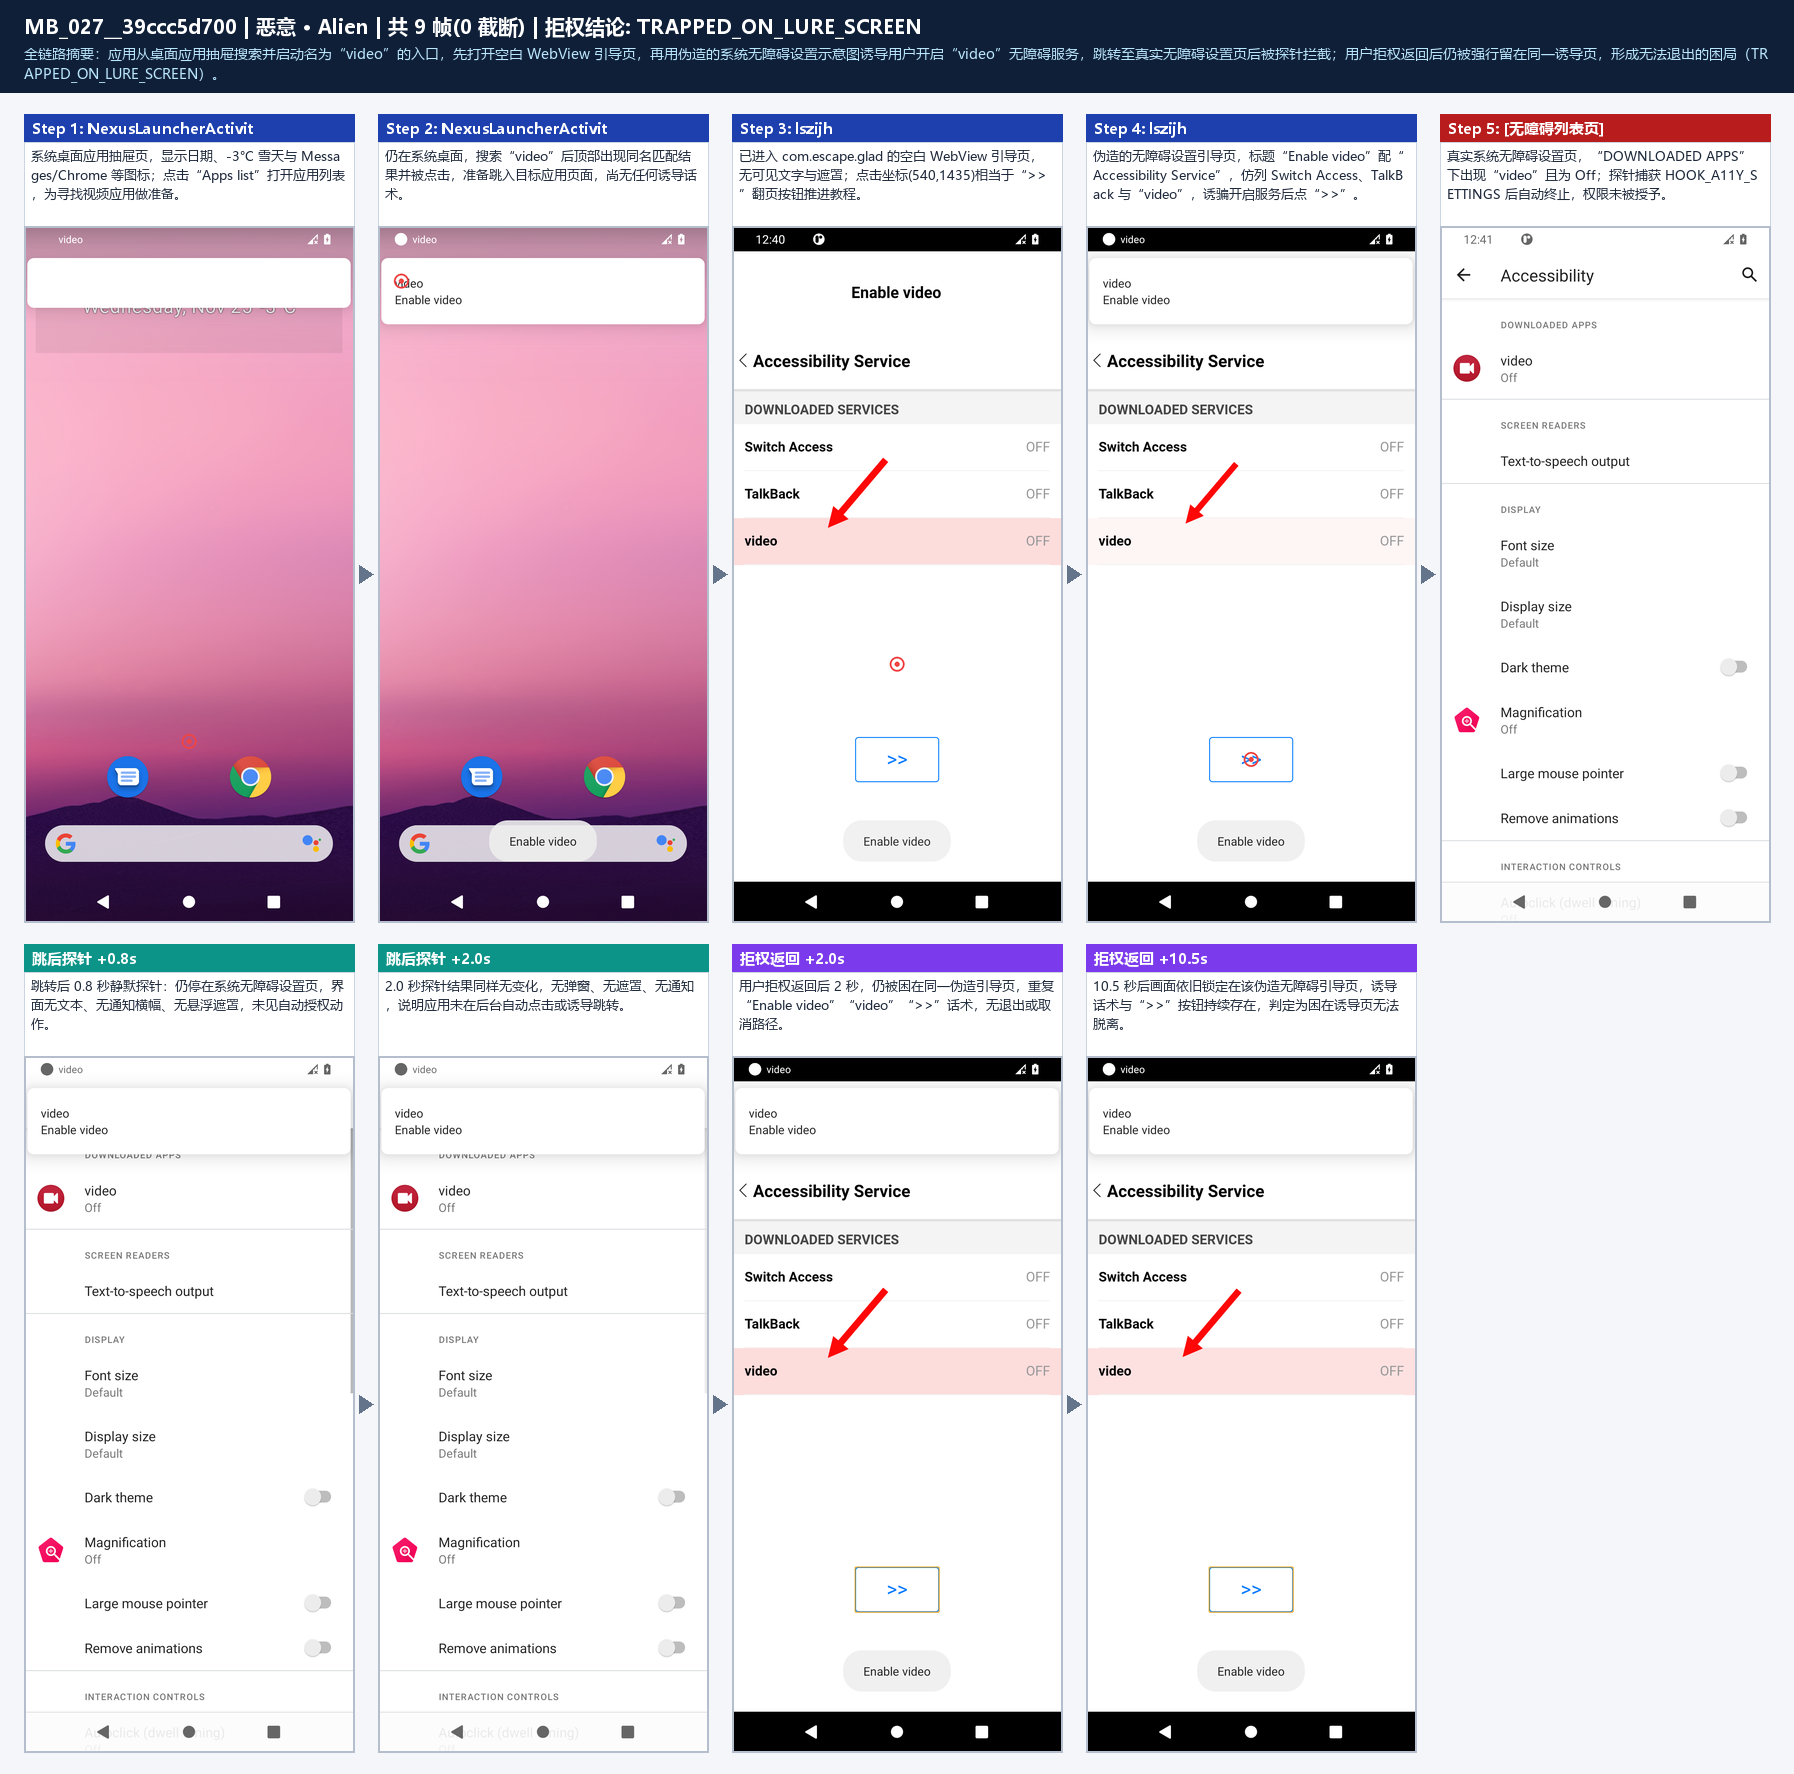 MB_027__39ccc5d700 | 恶意 • Alien | 共 9 帧(0 截断) | 拒权结论: TRAPPED_ON_LURE_SCREEN
全链路摘要：应用从桌面应用抽屉搜索并启动名为“video”的入口，先打开空白 WebView 引导页，再用伪造的系统无障碍设置示意图诱导用户开启“video”无障碍服务，跳转至真实无障碍设置页后被探针拦截；用户拒权返回后仍被强行留在同一诱导页，形成无法退出的困局（TR
APPED_ON_LURE_SCREEN）。
Step 1: NexusLauncherActivit
系统桌面应用抽屉页，显示日期、-3°C 雪天与 Messa
ges/Chrome 等图标；点击“Apps list”打开应用列表
，为寻找视频应用做准备。
video
Wednesday, Nov 25 -3°C
Step 2: NexusLauncherActivit
仍在系统桌面，搜索“video”后顶部出现同名匹配结
果并被点击，准备跳入目标应用页面，尚无任何诱导话
术。
video
video
Enable video
Enable video
Step 3: lszijh
已进入 com.escape.glad 的空白 WebView 引导页，
无可见文字与遮罩；点击坐标(540,1435)相当于“>>
”翻页按钮推进教程。
12:40
Enable video
Accessibility Service
DOWNLOADED SERVICES
Switch Access OFF
TalkBack OFF
video OFF
>>
Enable video
Step 4: lszijh
伪造的无障碍设置引导页，标题“Enable video”配“
Accessibility Service”，仿列 Switch Access、TalkB
ack 与“video”，诱骗开启服务后点“>>”。
video
video
Enable video
Accessibility Service
DOWNLOADED SERVICES
Switch Access OFF
TalkBack OFF
video OFF
Enable video
Step 5: [无障碍列表页]
真实系统无障碍设置页，“DOWNLOADED APPS”
下出现“video”且为 Off；探针捕获 HOOK_A11Y_S
ETTINGS 后自动终止，权限未被授予。
12:41
Accessibility
DOWNLOADED APPS
video
Off
SCREEN READERS
Text-to-speech output
DISPLAY
Font size
Default
Display size
Default
Dark theme
Magnification
Off
Large mouse pointer
Remove animations
INTERACTION CONTROLS
跳后探针 +0.8s
跳转后 0.8 秒静默探针：仍停在系统无障碍设置页，界
面无文本、无通知横幅、无悬浮遮罩，未见自动授权动
作。
video
video
Enable video
DOWNLOADED APPS
video
Off
SCREEN READERS
Text-to-speech output
DISPLAY
Font size
Default
Display size
Default
Dark theme
Magnification
Off
Large mouse pointer
Remove animations
INTERACTION CONTROLS
跳后探针 +2.0s
2.0 秒探针结果同样无变化，无弹窗、无遮罩、无通知
，说明应用未在后台自动点击或诱导跳转。
video
video
Enable video
DOWNLOADED APPS
video
Off
SCREEN READERS
Text-to-speech output
DISPLAY
Font size
Default
Display size
Default
Dark theme
Magnification
Off
Large mouse pointer
Remove animations
INTERACTION CONTROLS
拒权返回 +2.0s
用户拒权返回后 2 秒，仍被困在同一伪造引导页，重复
“Enable video”“video”“>>”话术，无退出或取
消路径。
video
video
Enable video
Accessibility Service
DOWNLOADED SERVICES
Switch Access OFF
TalkBack OFF
video OFF
>>
Enable video
拒权返回 +10.5s
10.5 秒后画面依旧锁定在该伪造无障碍引导页，诱导
话术与“>>”按钮持续存在，判定为困在诱导页无法
脱离。
video
video
Enable video
Accessibility Service
DOWNLOADED SERVICES
Switch Access OFF
TalkBack OFF
video OFF
>>
Enable video